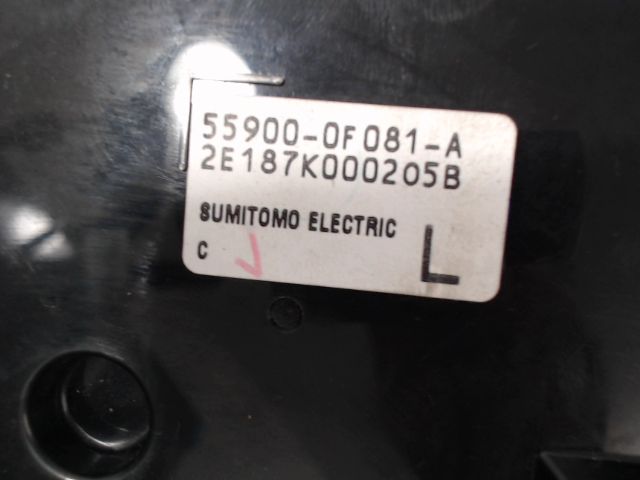 55900-0F081-A
2E187K000205B
SUMITOMO ELECTRIC
C
L